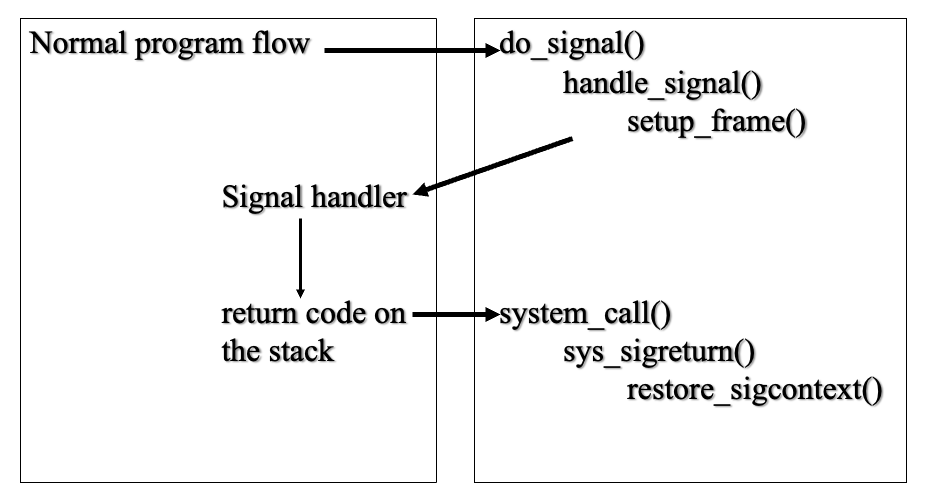 Normal program flow
do_signal()
handle_signal()
setup_frame()
Signal handler
return code on
the stack
system_call()
sys_sigreturn()
restore_sigcontext()